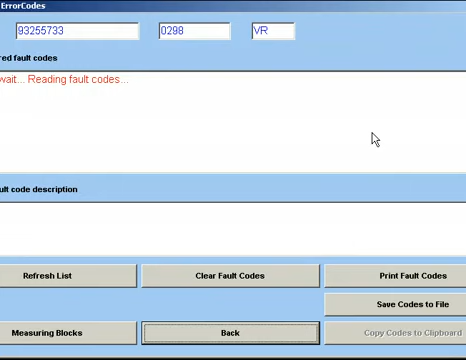 ErrorCodes
93255733 0298 VR
red fault codes
wait... Reading fault codes...
ult code description
Refresh List Clear Fault Codes Print Fault Codes
Save Codes to File
Measuring Blocks Back Copy Codes to Clipboard